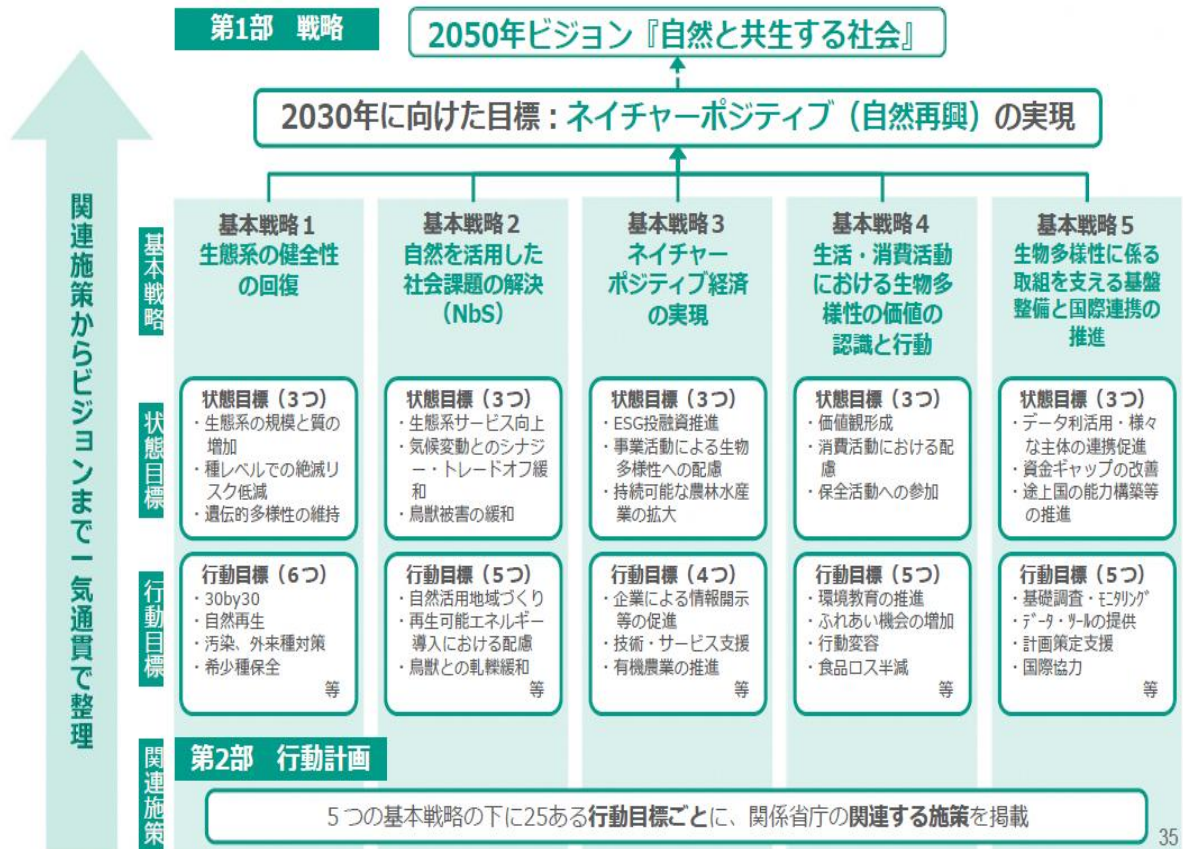 第1部 戦略
2050年ビジョン『自然と共生する社会』
2030年に向けた目標：ネイチャーポジティブ（自然再興）の実現
関連施策からビジョンまで一気通貫で整理
基本戦略
基本戦略１
生態系の健全性
の回復
基本戦略２
自然を活用した
社会課題の解決
（NbS）
基本戦略３
ネイチャー
ポジティブ経済
の実現
基本戦略４
生活・消費活動
における生物多
様性の価値の
認識と行動
基本戦略５
生物多様性に係る
取組を支える基盤
整備と国際連携の
推進
状態目標
状態目標（３つ）
・生態系の規模と質の
増加
・種レベルでの絶滅リ
スク低減
・遺伝的多様性の維持
状態目標（３つ）
・生態系サービス向上
・気候変動とのシナジ
ー・トレードオフ緩
和
・鳥獣被害の緩和
状態目標（３つ）
・ESG投融資推進
・事業活動による生物
多様性への配慮
・持続可能な農林水産
業の拡大
状態目標（３つ）
・価値観形成
・消費活動における配
慮
・保全活動への参加
状態目標（３つ）
・データ利活用・様々
な主体の連携促進
・資金ギャップの改善
・途上国の能力構築等
の推進
行動目標
行動目標（６つ）
・30by30
・自然再生
・汚染、外来種対策
・希少種保全
等
行動目標（５つ）
・自然活用地域づくり
・再生可能エネルギー
導入における配慮
・鳥獣との軋轢緩和
等
行動目標（４つ）
・企業による情報開示
等の促進
・技術・サービス支援
・有機農業の推進
等
行動目標（５つ）
・環境教育の推進
・ふれあい機会の増加
・行動変容
・食品ロス半減
等
行動目標（５つ）
・基礎調査・ﾓﾆﾀﾘﾝｸﾞ
・ﾃﾞｰﾀ・ﾂｰﾙの提供
・計画策定支援
・国際協力
等
関連施策
第2部 行動計画
５つの基本戦略の下に25ある行動目標ごとに、関係省庁の関連する施策を掲載
35